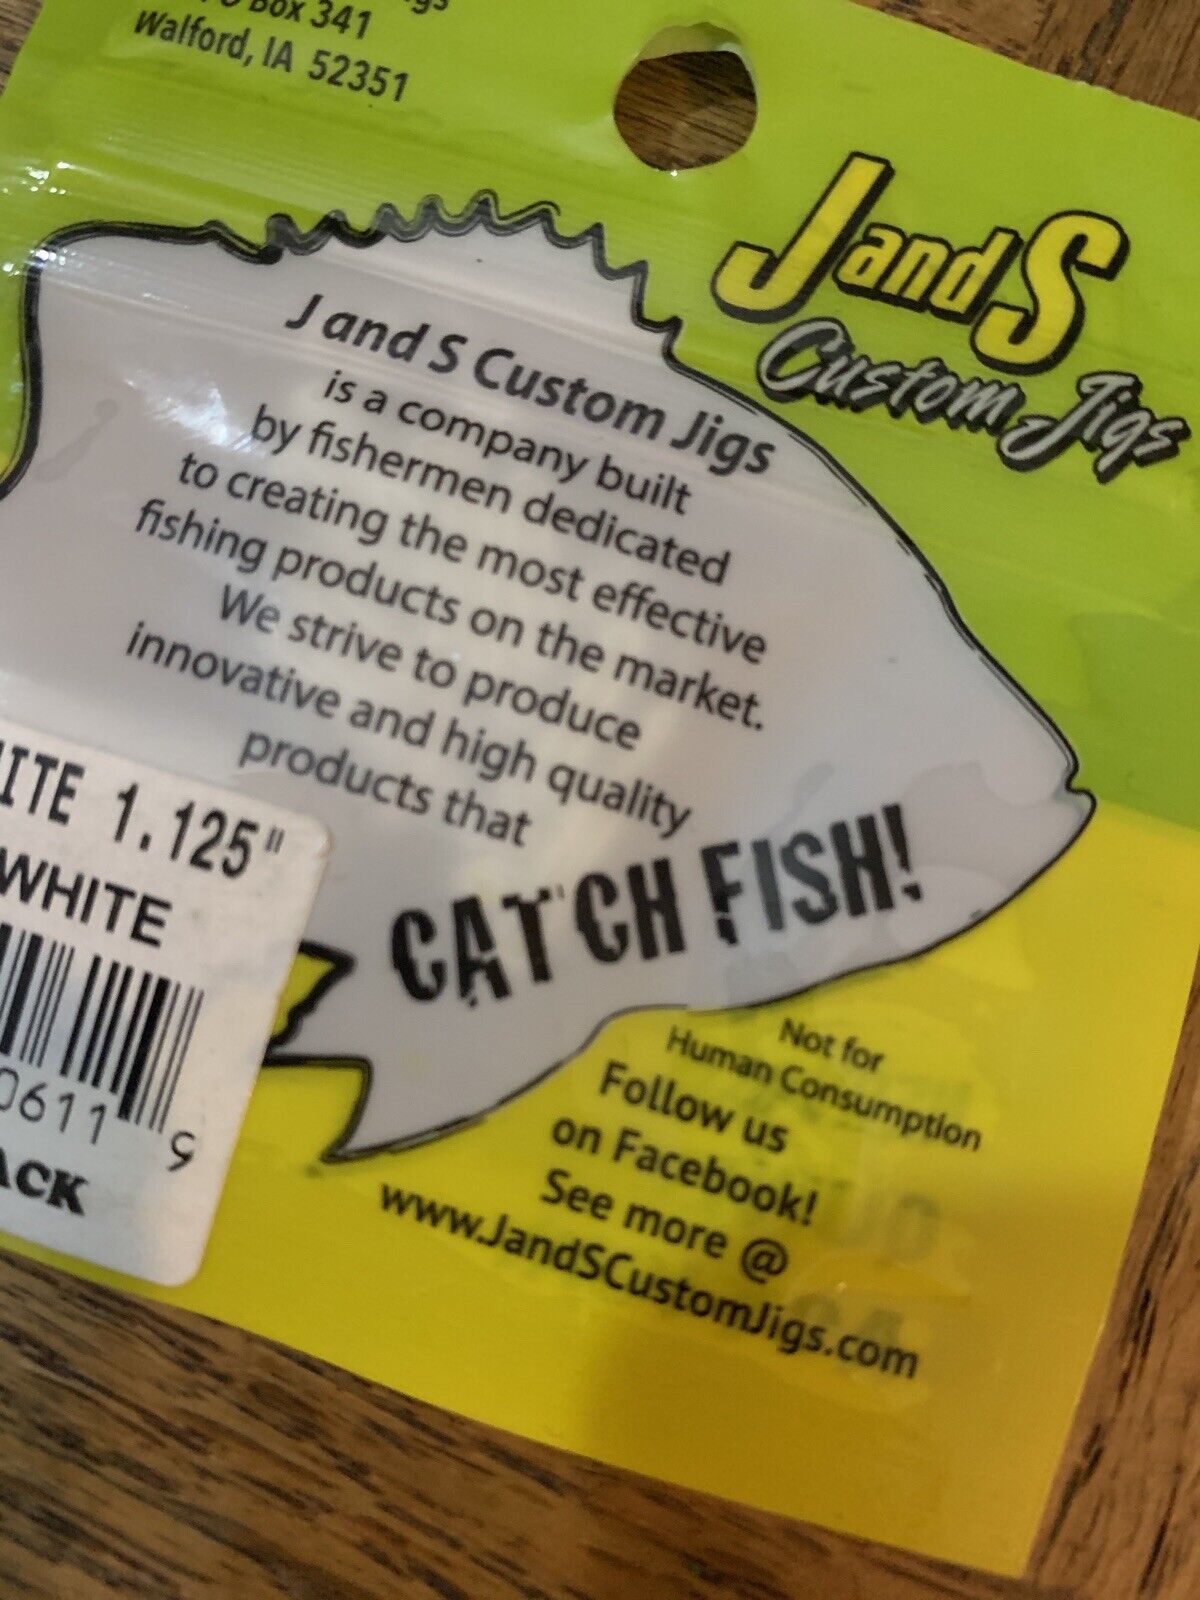 Box 341
Walford, IA 52351
J and S
Custom Jigs
J and S Custom Jigs
is a company built
by fishermen dedicated
to creating the most effective
fishing products on the market.
We strive to produce
innovative and high quality
products that
CATCH FISH!
ITE 1.125"
WHITE
0611 9
ACK
Not for
Human Consumption
Follow us
on Facebook!
See more @
www.JandSCustomJigs.com